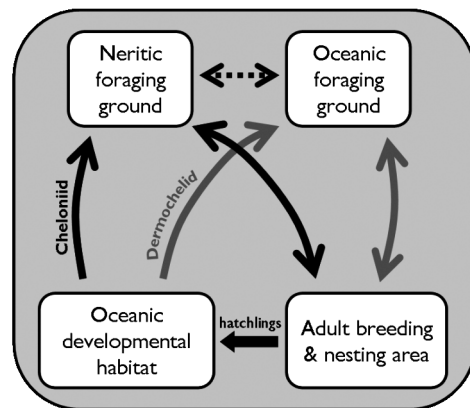 Neritic
foraging
ground
Oceanic
foraging
ground
Cheloniid
Dermochelid
Oceanic
developmental
habitat
hatchlings
Adult breeding
& nesting area